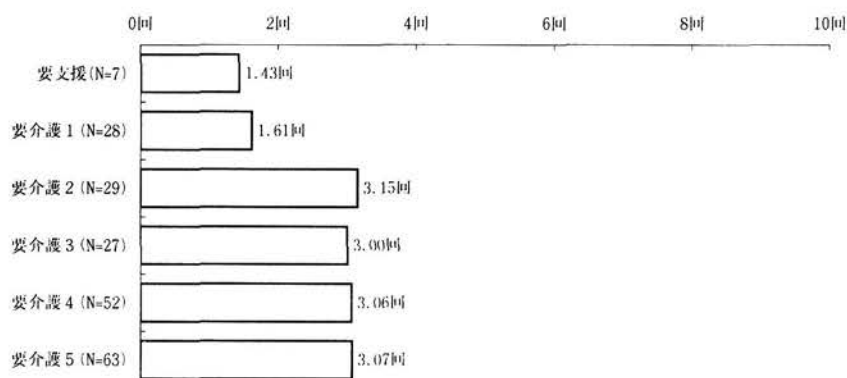 0回 2回 4回 6回 8回 10回
要支援(N=7) 1.43回
要介護1(N=28) 1.61回
要介護2(N=29) 3.15回
要介護3(N=27) 3.00回
要介護4(N=52) 3.06回
要介護5(N=63) 3.07回